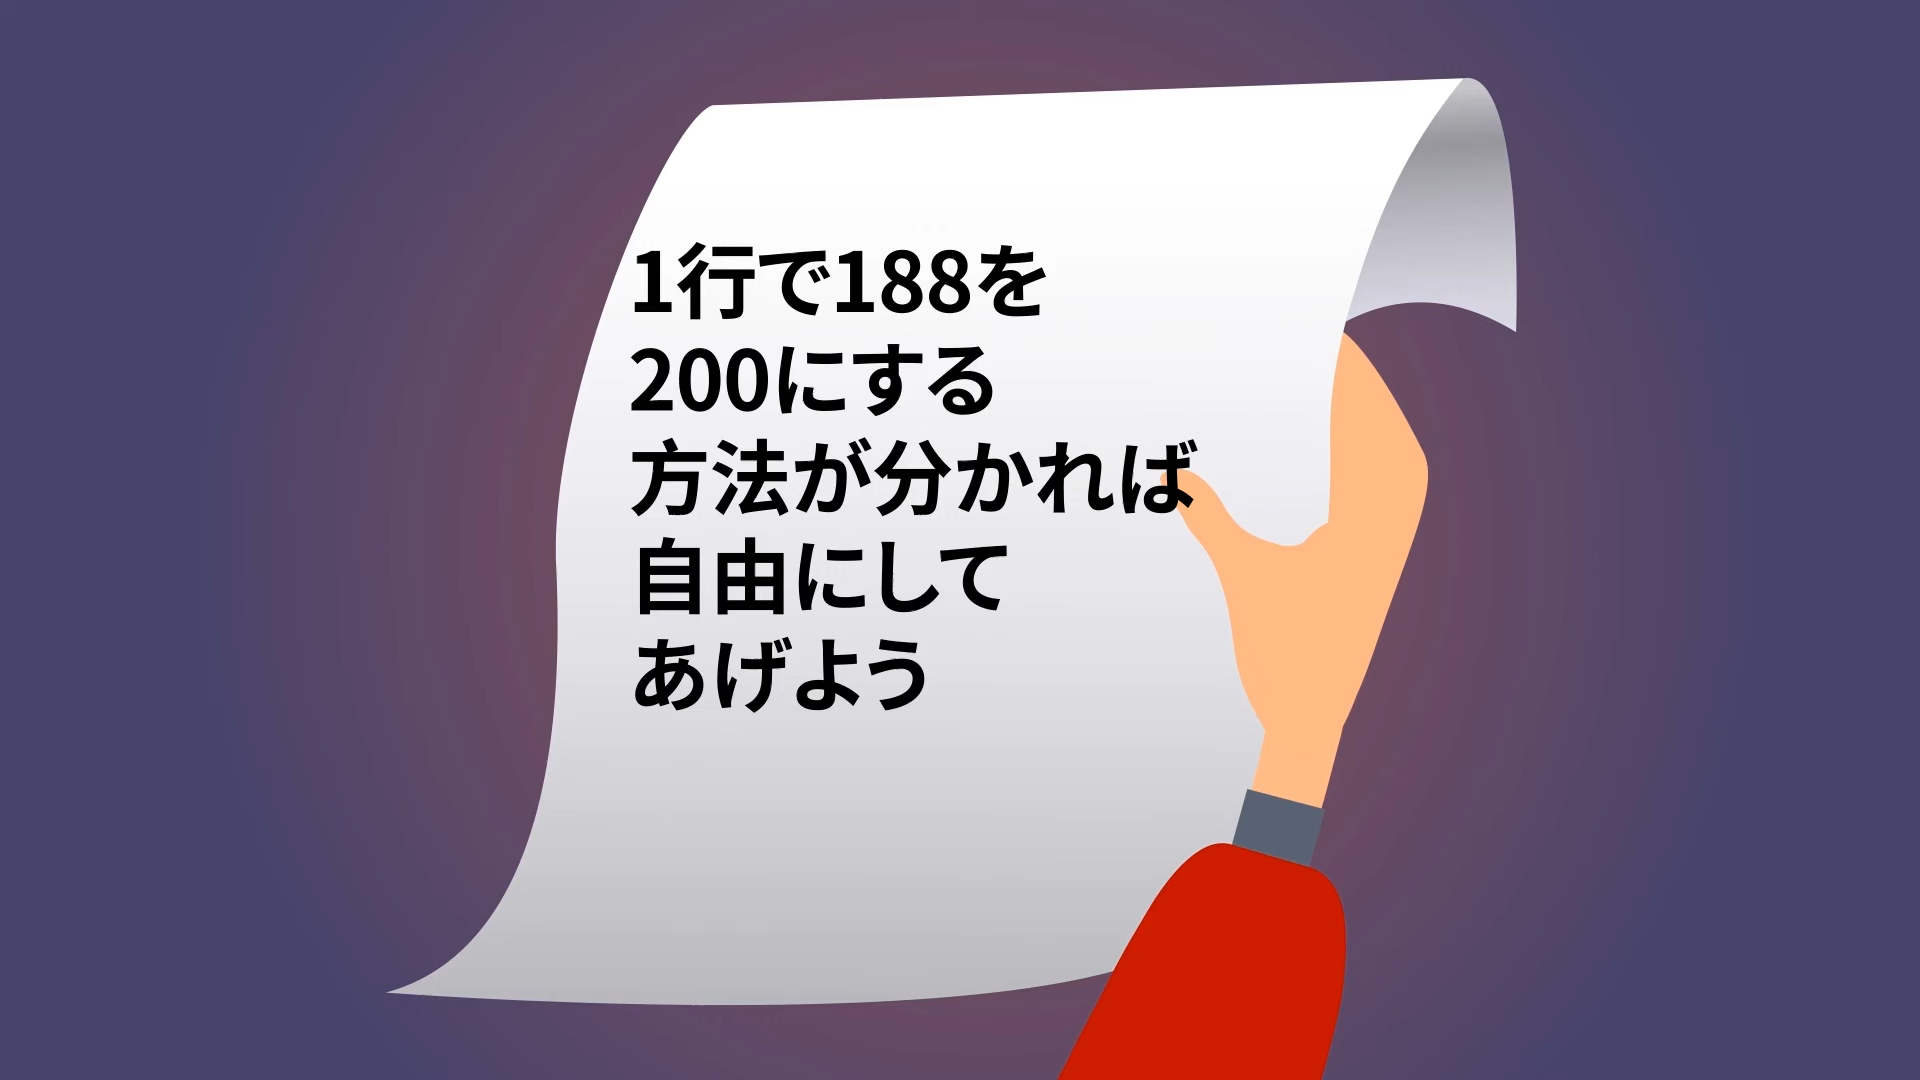 1行で188を
200にする
方法が分かれば
自由にして
あげよう